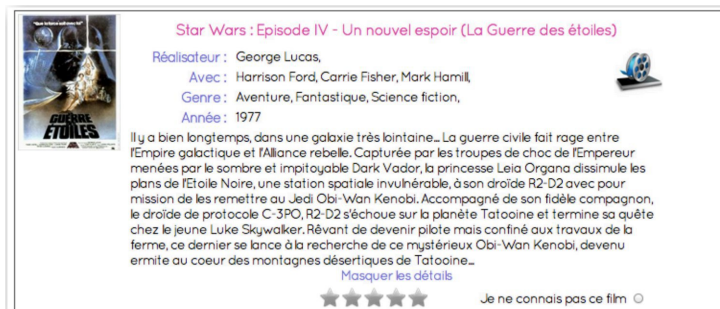 Star Wars : Episode IV - Un nouvel espoir (La Guerre des étoiles)
Réalisateur : George Lucas,
Avec : Harrison Ford, Carrie Fisher, Mark Hamill,
Genre : Aventure, Fantastique, Science fiction,
Année : 1977
GUERRE
ETOILES
Il y a bien longtemps, dans une galaxie très lointaine... La guerre civile fait rage entre
l'Empire galactique et l'Alliance rebelle. Capturée par les troupes de choc de l'Empereur
menées par le sombre et impitoyable Dark Vador, la princesse Leia Organa dissimule les
plans de l'Etoile Noire, une station spatiale invulnérable, à son droïde R2-D2 avec pour
mission de les remettre au Jedi Obi-Wan Kenobi. Accompagné de son fidèle compagnon,
le droïde de protocole C-3PO, R2-D2 s'échoue sur la planète Tatooine et termine sa quête
chez le jeune Luke Skywalker. Rêvant de devenir pilote mais confiné aux travaux de la
ferme, ce dernier se lance à la recherche de ce mystérieux Obi-Wan Kenobi, devenu
ermite au coeur des montagnes désertiques de Tatooine...
Masquer les détails
Je ne connais pas ce film